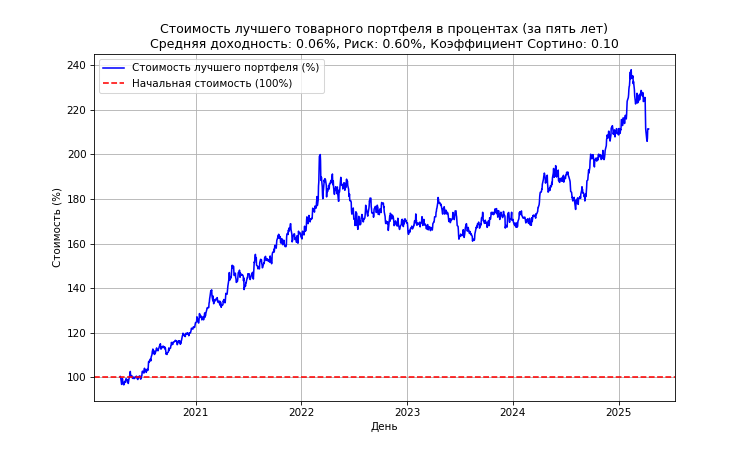 Стоимость лучшего товарного портфеля в процентах (за пять лет)
Средняя доходность: 0.06%, Риск: 0.60%, Коэффициент Сортино: 0.10
Стоимость лучшего портфеля (%)
Начальная стоимость (100%)
Стоимость (%)
240
220
200
180
160
140
120
100
2021 2022 2023 2024 2025
День